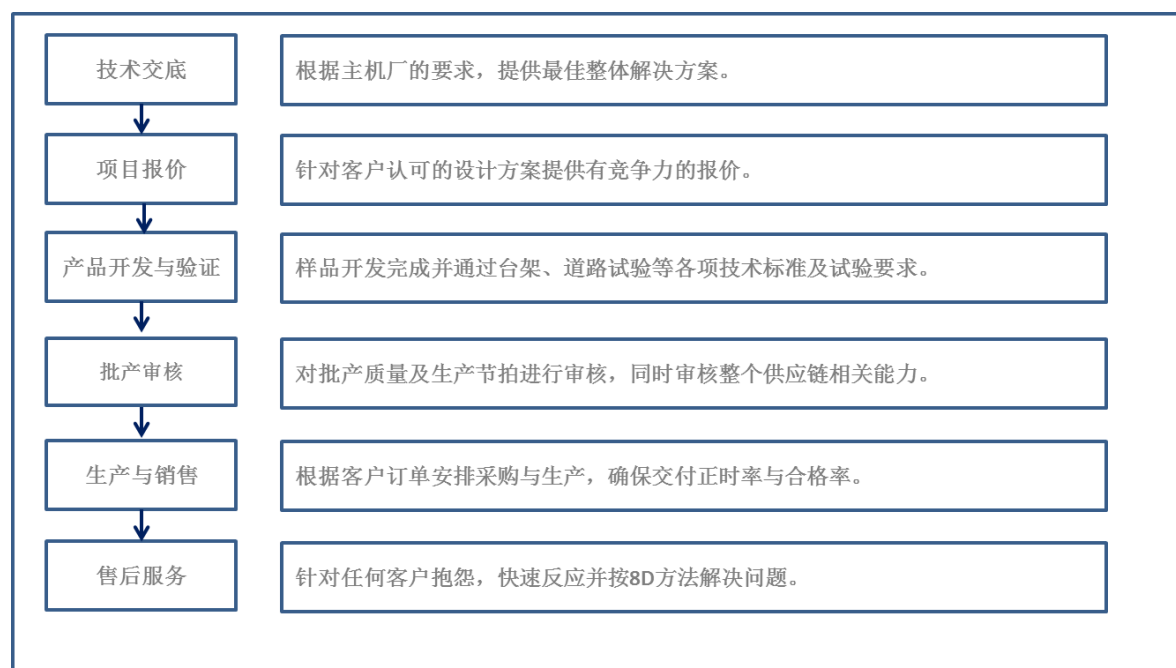 技术交底
根据主机厂的要求，提供最佳整体解决方案。
项目报价
针对客户认可的设计方案提供有竞争力的报价。
产品开发与验证
样品开发完成并通过台架、道路试验等各项技术标准及试验要求。
批产审核
对批产质量及生产节拍进行审核，同时审核整个供应链相关能力。
生产与销售
根据客户订单安排采购与生产，确保交付正时率与合格率。
售后服务
针对任何客户抱怨，快速反应并按8D方法解决问题。